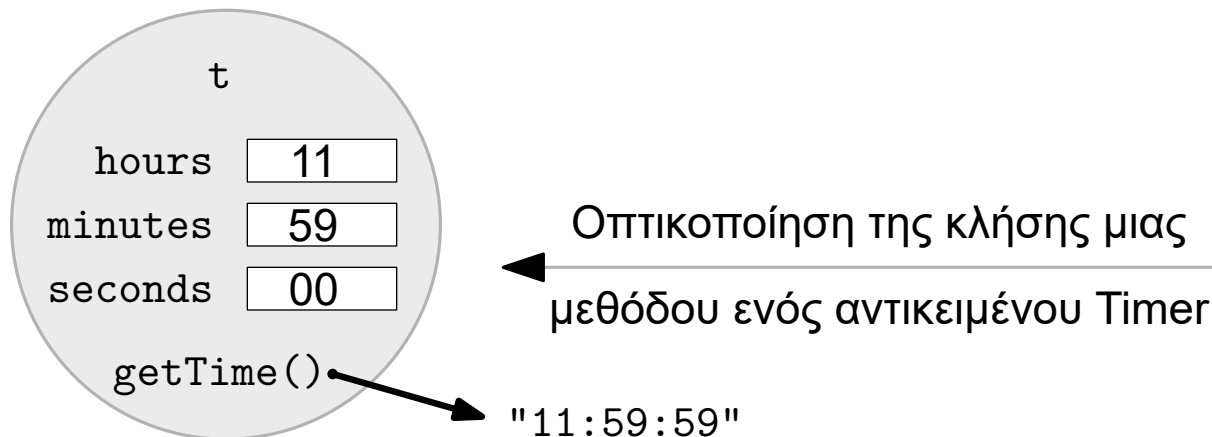 t
hours 11
minutes 59
seconds 00
getTime()
"11:59:59"
Οπτικοποίηση της κλήσης μιας
μεθόδου ενός αντικειμένου Timer